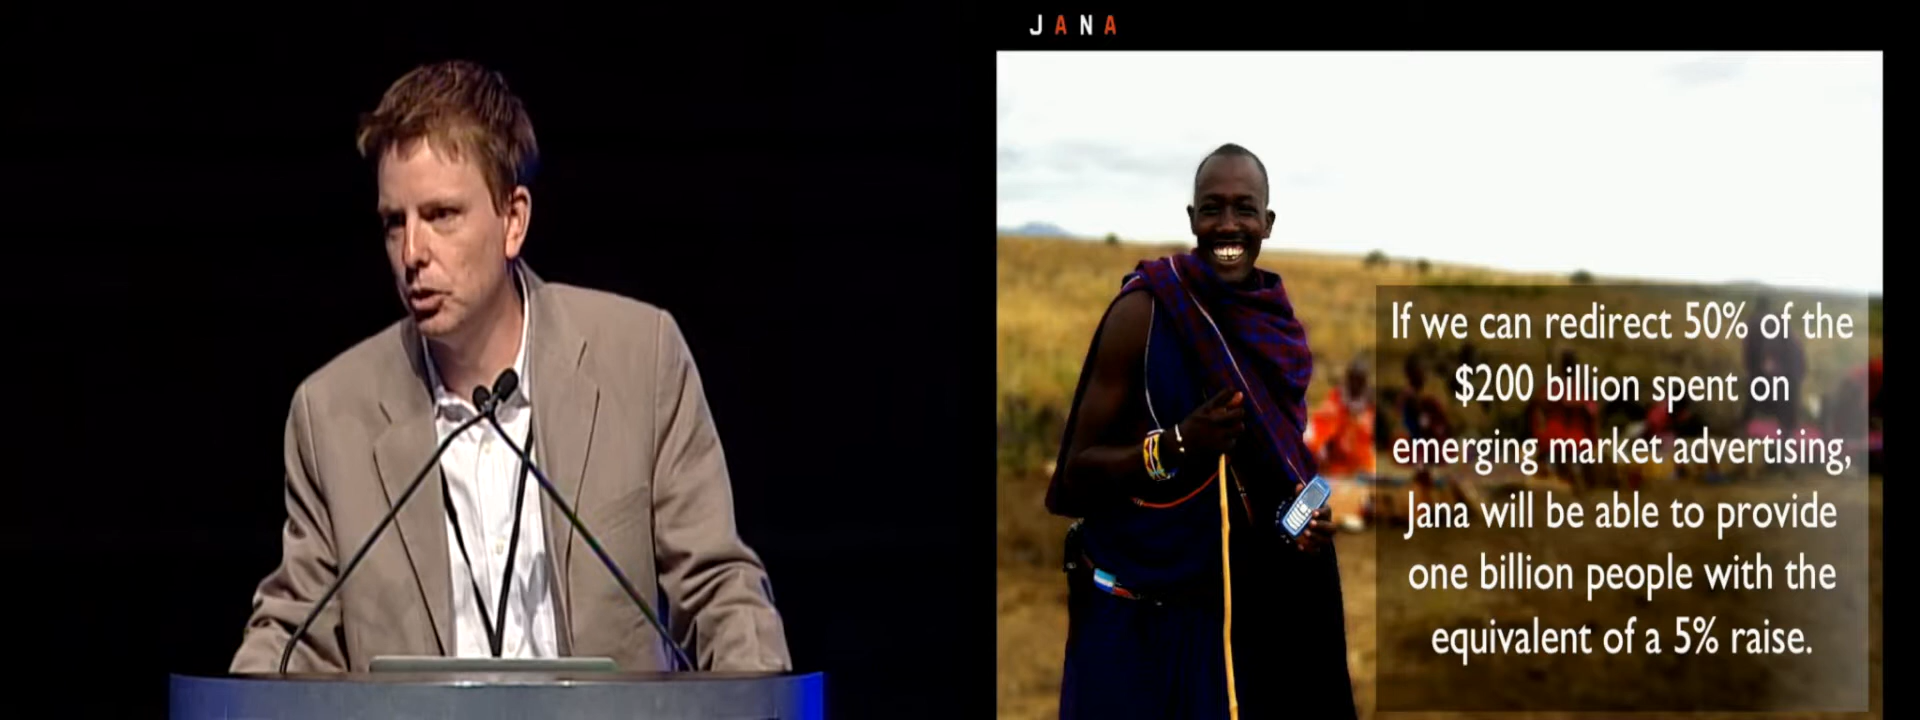 JANA
If we can redirect 50% of the
$200 billion spent on
emerging market advertising,
Jana will be able to provide
one billion people with the
equivalent of a 5% raise.